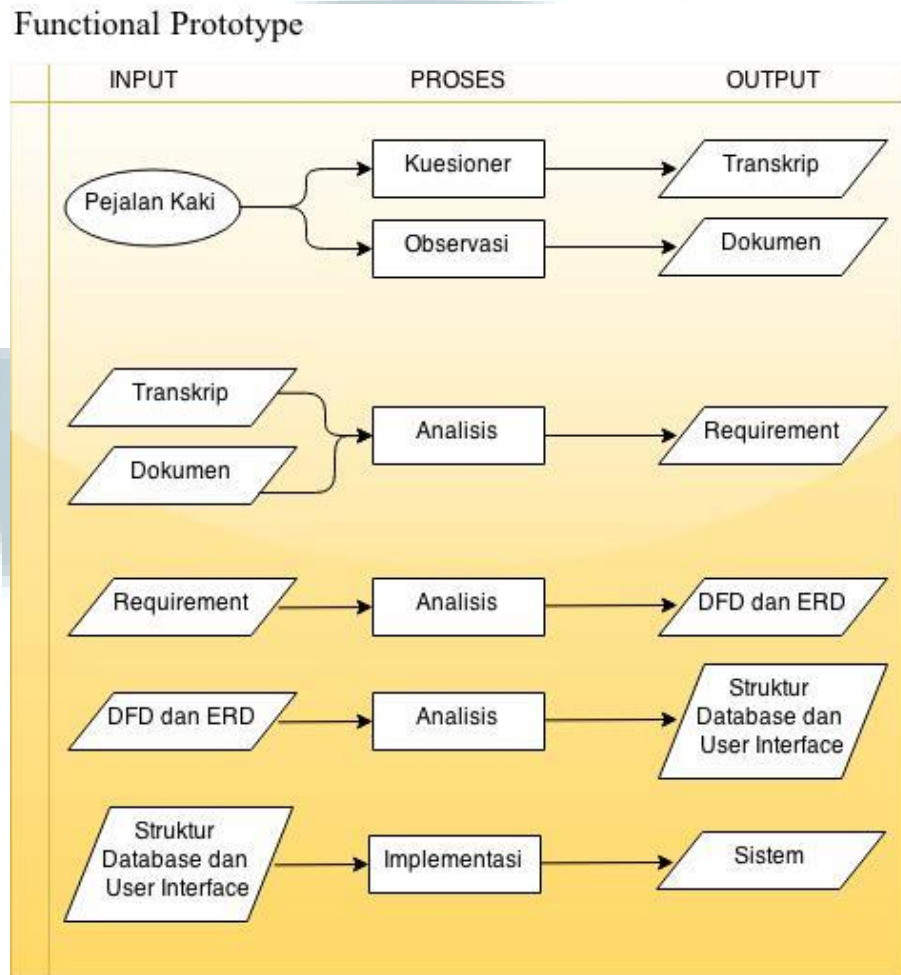 Functional Prototype
INPUT PROSES OUTPUT
Pejalan Kaki
Kuesioner
Transkrip
Observasi
Dokumen
Transkrip
Dokumen
Analisis
Requirement
Requirement
Analisis
DFD dan ERD
DFD dan ERD
Analisis
Struktur
Database dan
User Interface
Struktur
Database dan
User Interface
Implementasi
Sistem